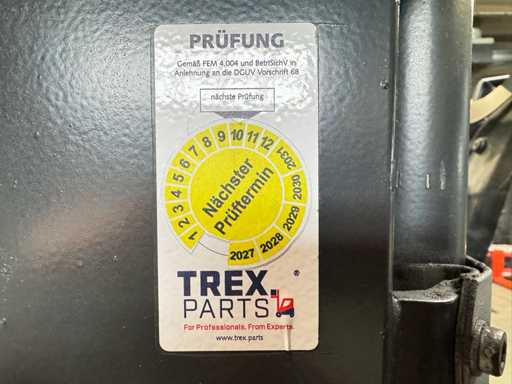 PRÜFUNG
Gemäß FEM 4.004 und BetrSichV in
Anlehnung an die DGUV Vorschrift 68
nächste Prüfung
1 2 3 4 5 6 7 8 9 10 11 12
2031 2030 2029 2028 2027
Nächster
Prüftermin
TREX.
PARTS
®
For Professionals. From Experts.
www.trex.parts